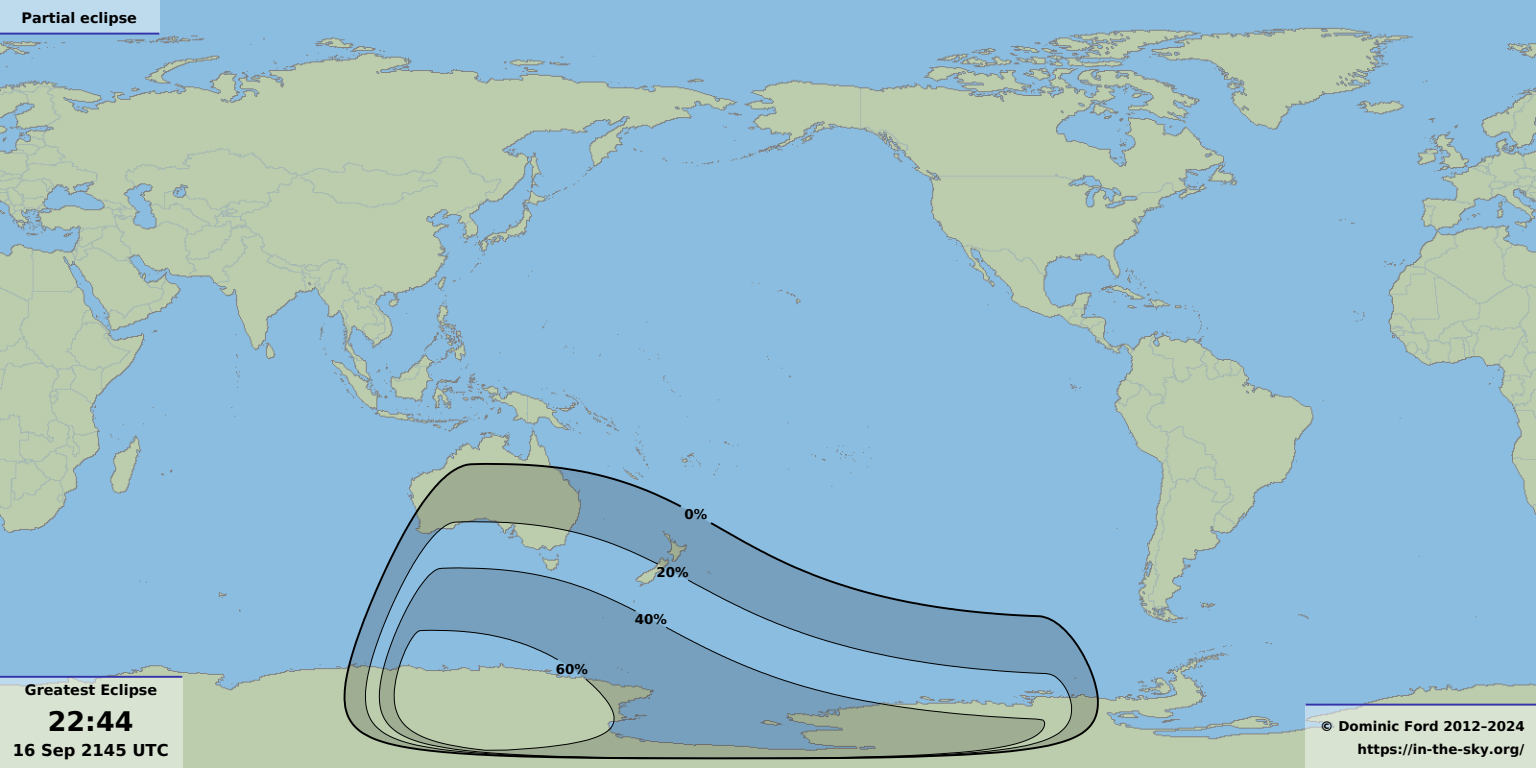 Partial eclipse
0%
20%
40%
60%
Greatest Eclipse
22:44
16 Sep 2145 UTC
© Dominic Ford 2012–2024
https://in-the-sky.org/